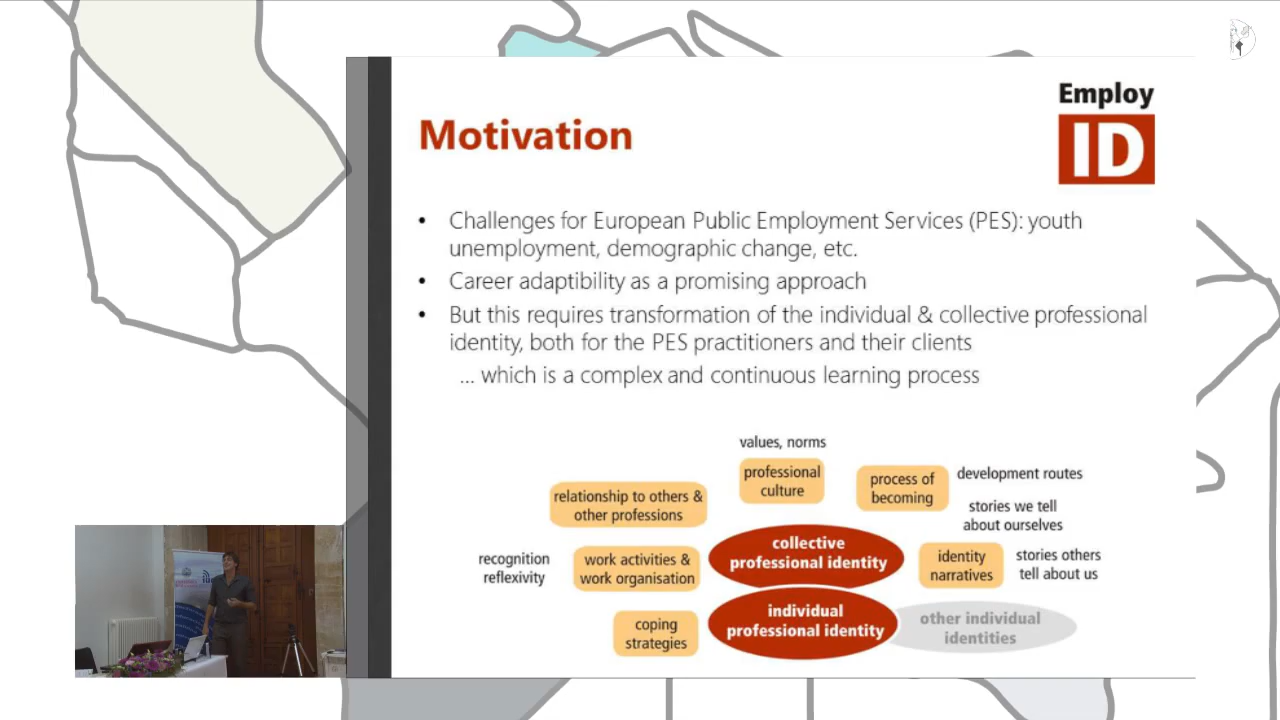 Employ
ID
Motivation
• Challenges for European Public Employment Services (PES): youth
unemployment, demographic change, etc.
• Career adaptibility as a promising approach
• But this requires transformation of the individual & collective professional
identity, both for the PES practitioners and their clients
... which is a complex and continuous learning process
values, norms
professional
culture
process of
becoming
development routes
relationship to others &
other professions
stories we tell
about ourselves
collective
professional identity
recognition
reflexivity
work activities &
work organisation
identity
narratives
stories others
tell about us
individual
professional identity
other individual
identities
coping
strategies